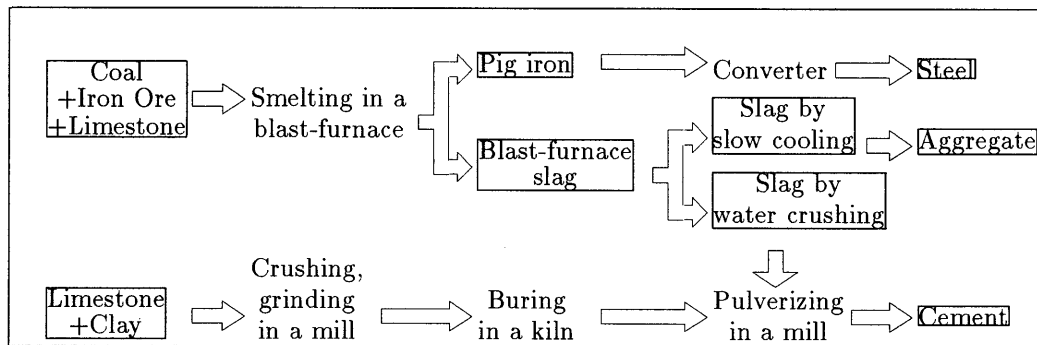 Coal
+Iron Ore
+Limestone
Smelting in a
blast-furnace
Pig iron
Converter
Steel
Blast-furnace
slag
Slag by
slow cooling
Aggregate
Slag by
water crushing
Limestone
+Clay
Crushing,
grinding
in a mill
Buring
in a kiln
Pulverizing
in a mill
Cement